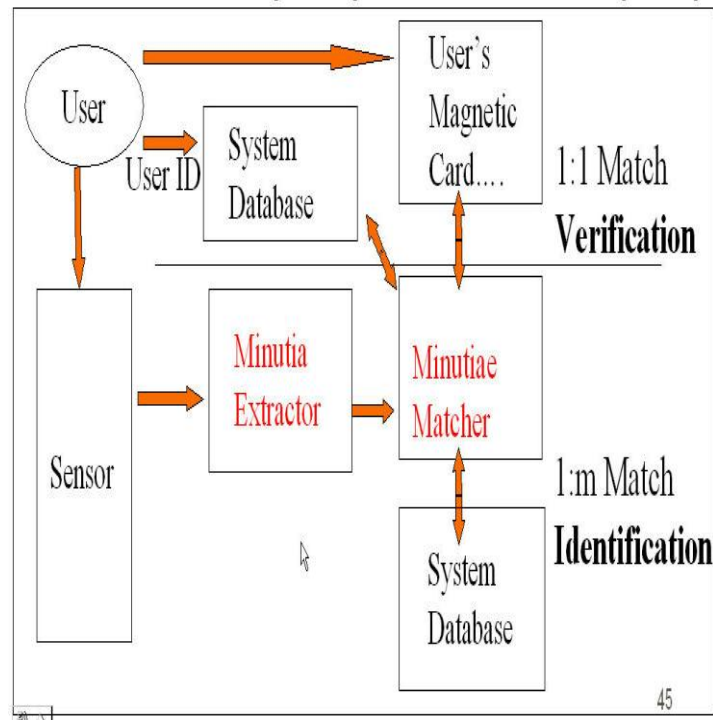 User
User ID
System
Database
User's
Magnetic
Card....
1:1 Match
Verification
Sensor
Minutia
Extractor
Minutiae
Matcher
1:m Match
Identification
System
Database
45